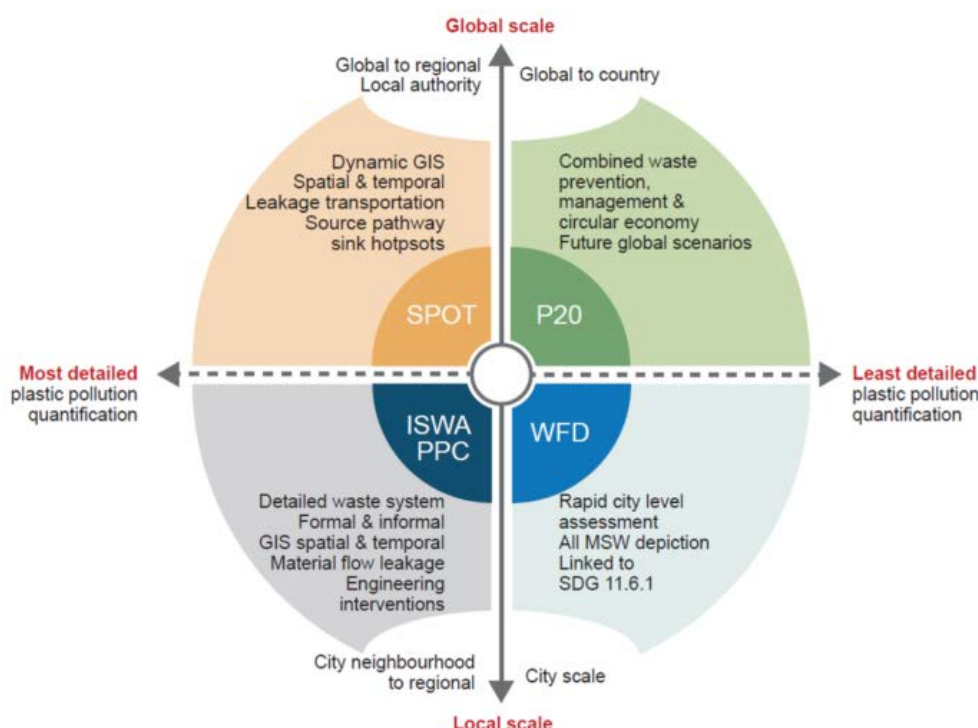 Global scale
Global to regional
Local authority
Global to country
Dynamic GIS
Spatial & temporal
Leakage transportation
Source pathway
sink hotpsots
Combined waste
prevention,
management &
circular economy
Future global scenarios
SPOT
P20
Most detailed
plastic pollution
quantification
Least detailed
plastic pollution
quantification
ISWA
PPC
WFD
Detailed waste system
Formal & informal
GIS spatial & temporal
Material flow leakage
Engineering
interventions
Rapid city level
assessment
All MSW depiction
Linked to
SDG 11.6.1
City neighbourhood
to regional
City scale
Local scale